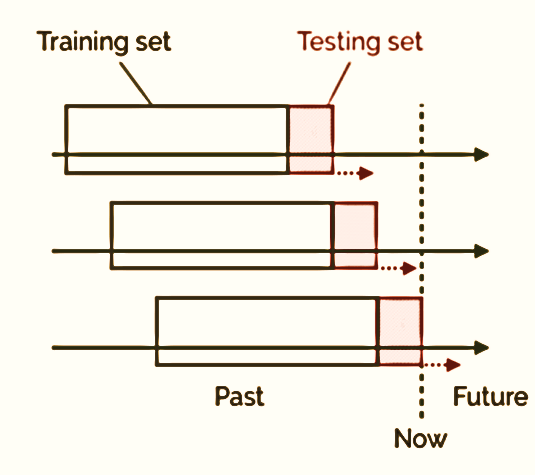 Training set
Testing set
Past
Future
Now